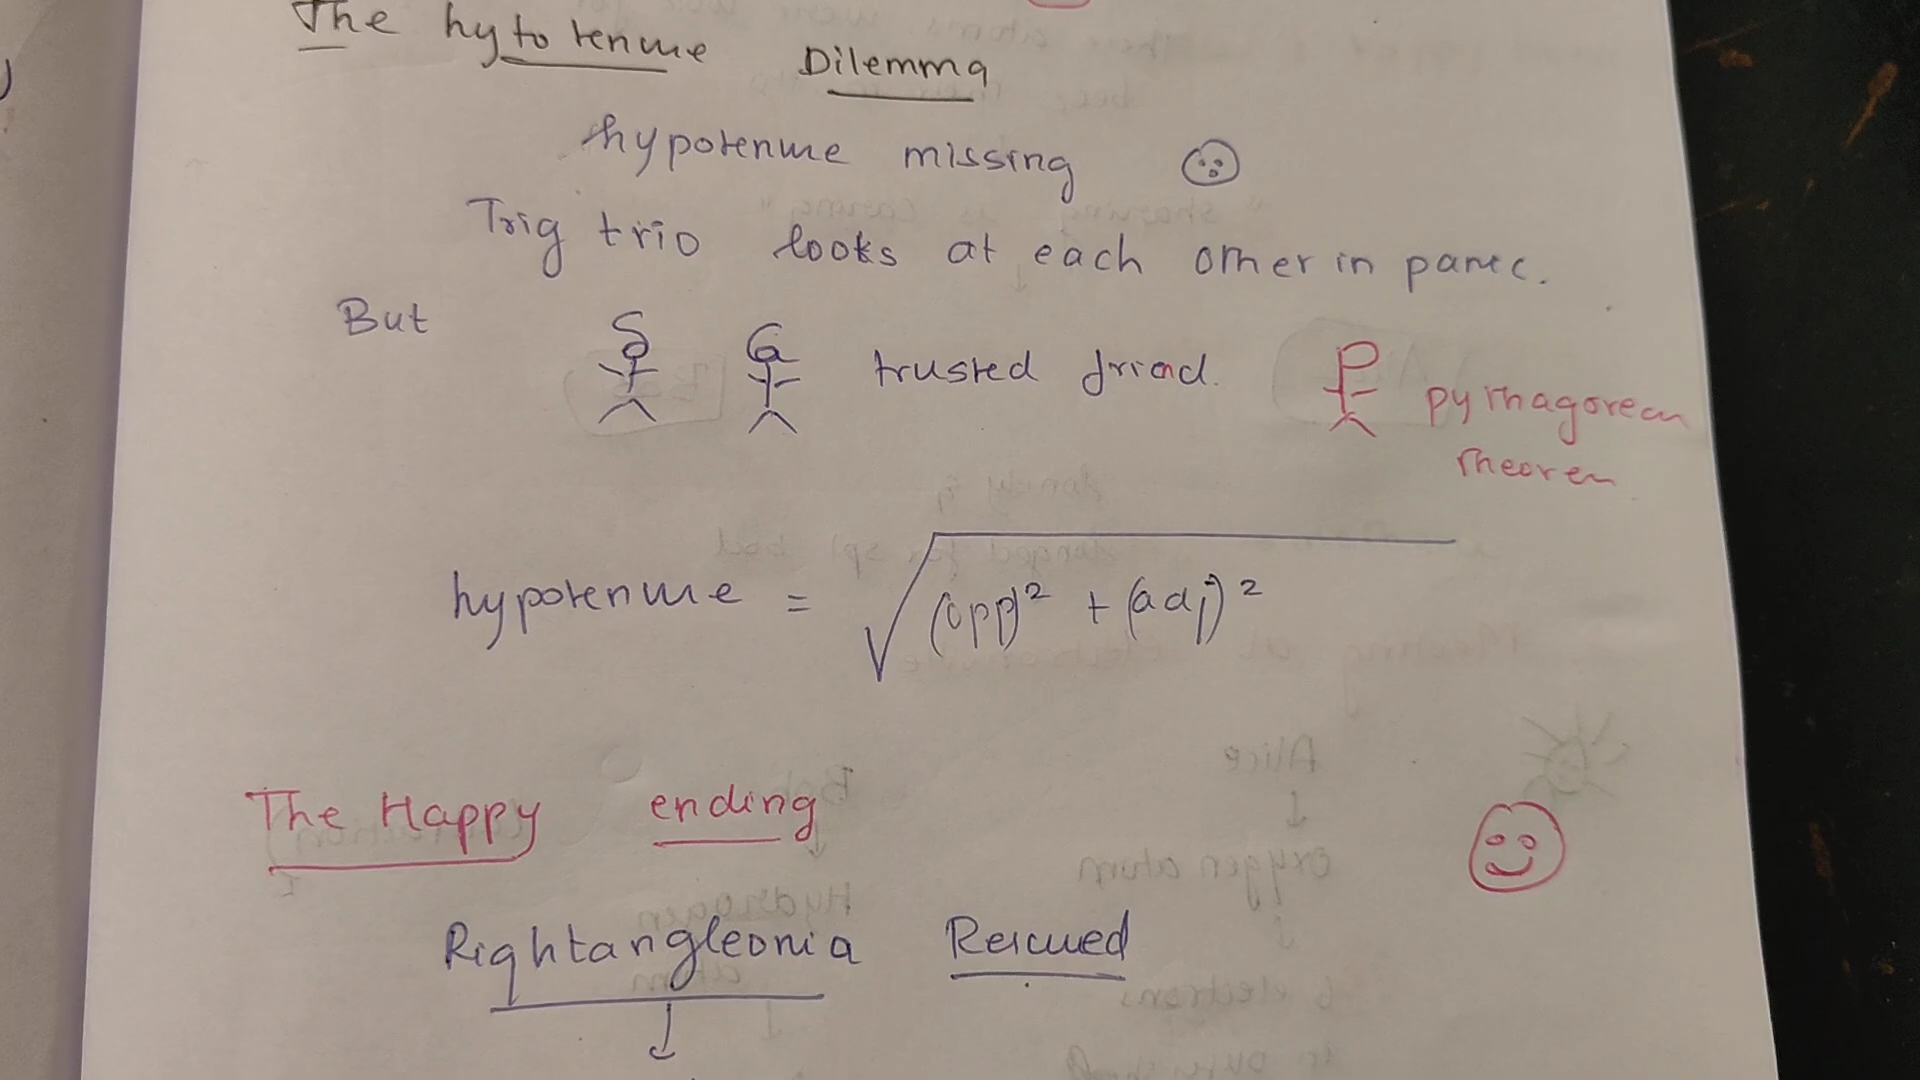 The hytotenuse Dilemma
hypotenuse missing
Trig trio looks at each other in panic.
But S G trusted friend. P pythagorean
Theorem
hypotenuse = √(opp)² + (adj)²
The Happy ending
Rightangleonia Rescued